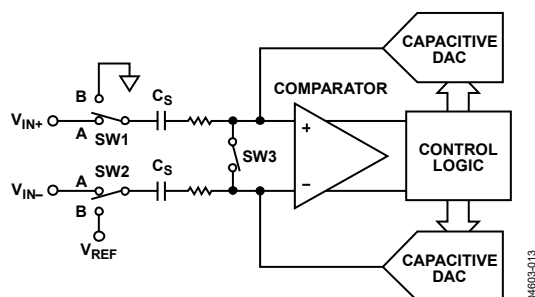 CAPACITIVE
DAC
B
COMPARATOR
CS
VIN+
A
SW1
+
SW3
CONTROL
LOGIC
CS
SW2
A
VIN–
–
B
VREF
CAPACITIVE
DAC
04603-013